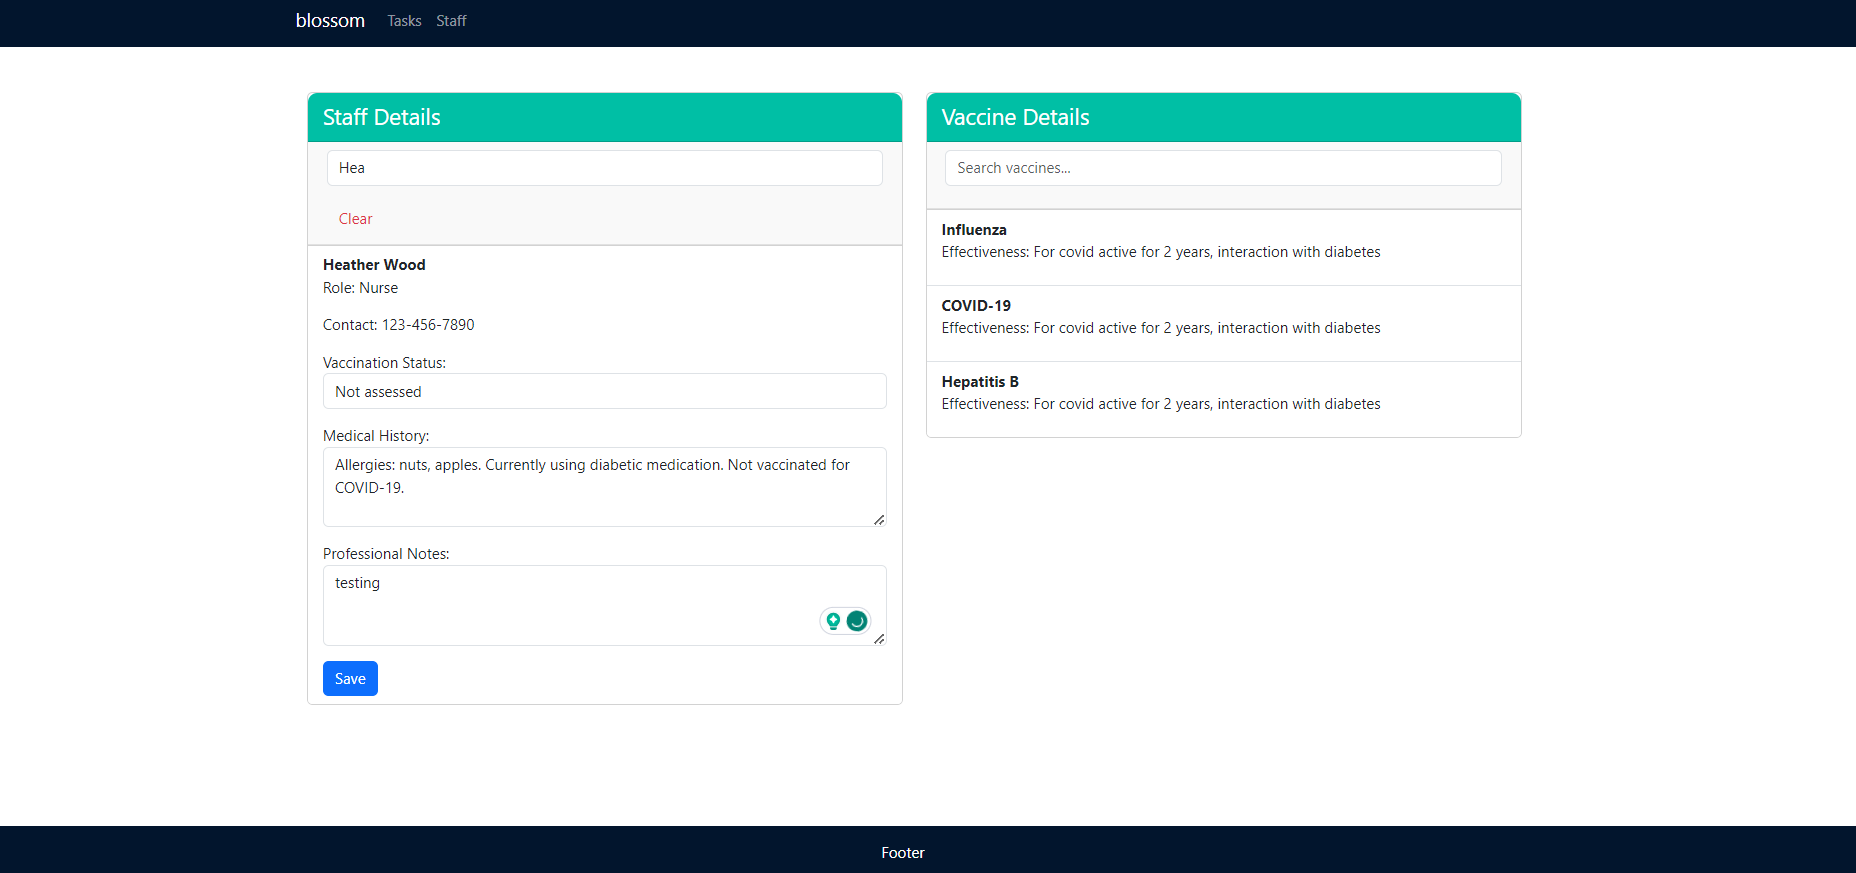 blossom Tasks Staff
Staff Details
Hea
Clear
Heather Wood
Role: Nurse
Contact: 123-456-7890
Vaccination Status:
Not assessed
Medical History:
Allergies: nuts, apples. Currently using diabetic medication. Not vaccinated for
COVID-19.
Professional Notes:
testing
Save
Vaccine Details
Search vaccines...
Influenza
Effectiveness: For covid active for 2 years, interaction with diabetes
COVID-19
Effectiveness: For covid active for 2 years, interaction with diabetes
Hepatitis B
Effectiveness: For covid active for 2 years, interaction with diabetes
Footer